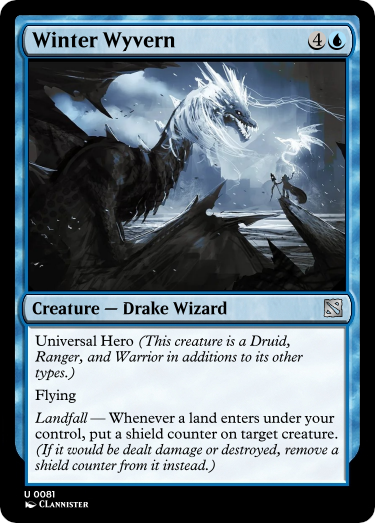 Winter Wyvern 4
Creature — Drake Wizard
Universal Hero (This creature is a Druid,
Ranger, and Warrior in additions to its other
types.)
Flying
Landfall — Whenever a land enters under your
control, put a shield counter on target creature.
(If it would be dealt damage or destroyed, remove a
shield counter from it instead.)
U 0081
CLannister